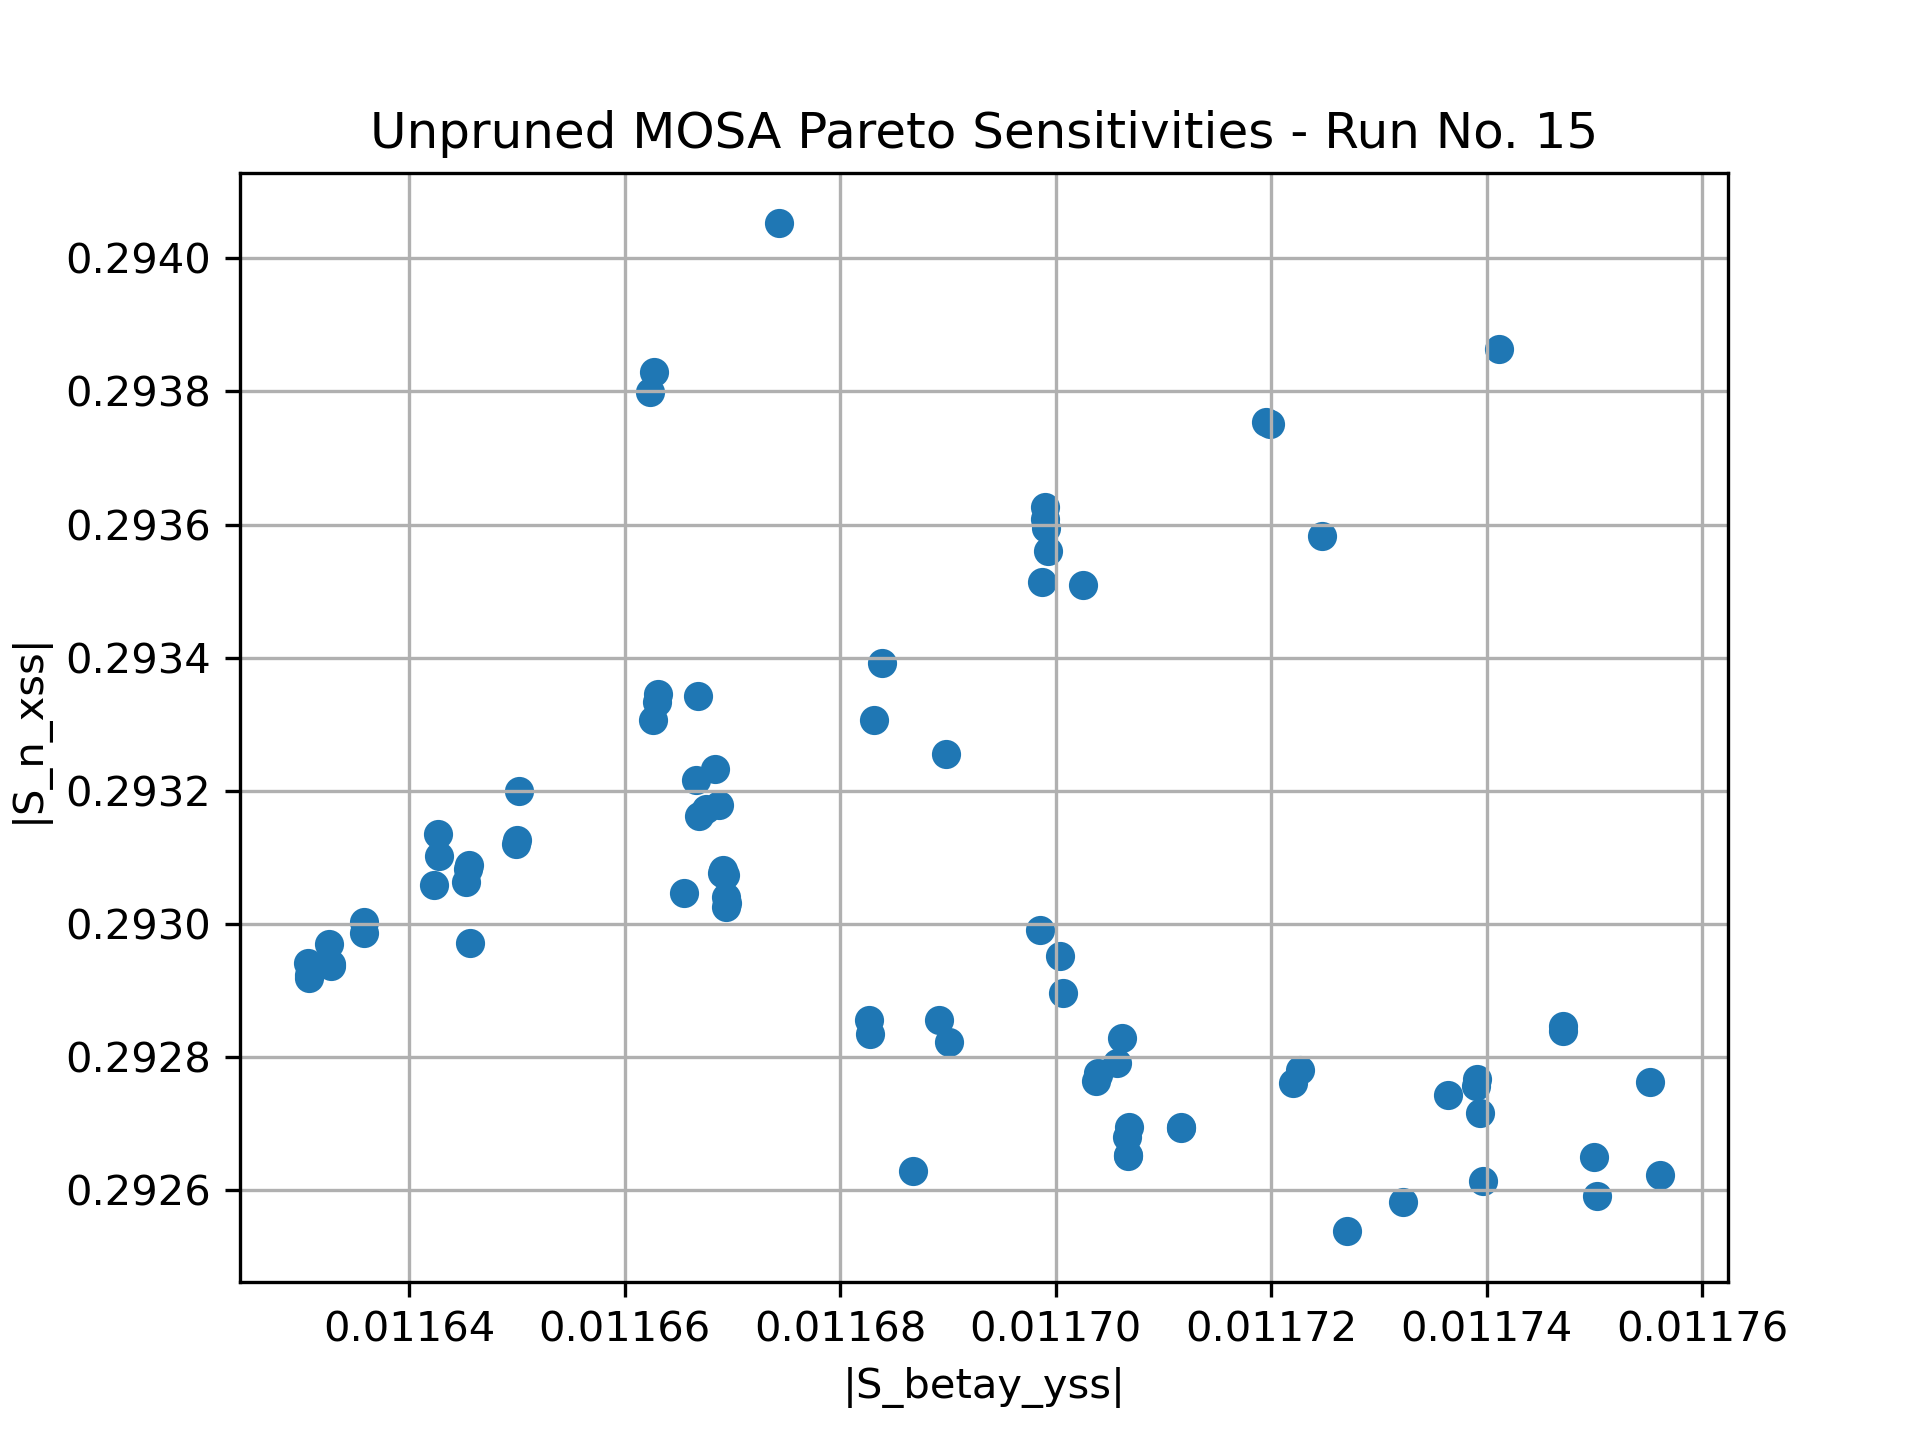 Unpruned MOSA Pareto Sensitivities - Run No. 15
|S_n_xss|
0.2940
0.2938
0.2936
0.2934
0.2932
0.2930
0.2928
0.2926
0.01164 0.01166 0.01168 0.01170 0.01172 0.01174 0.01176
|S_betay_yss|